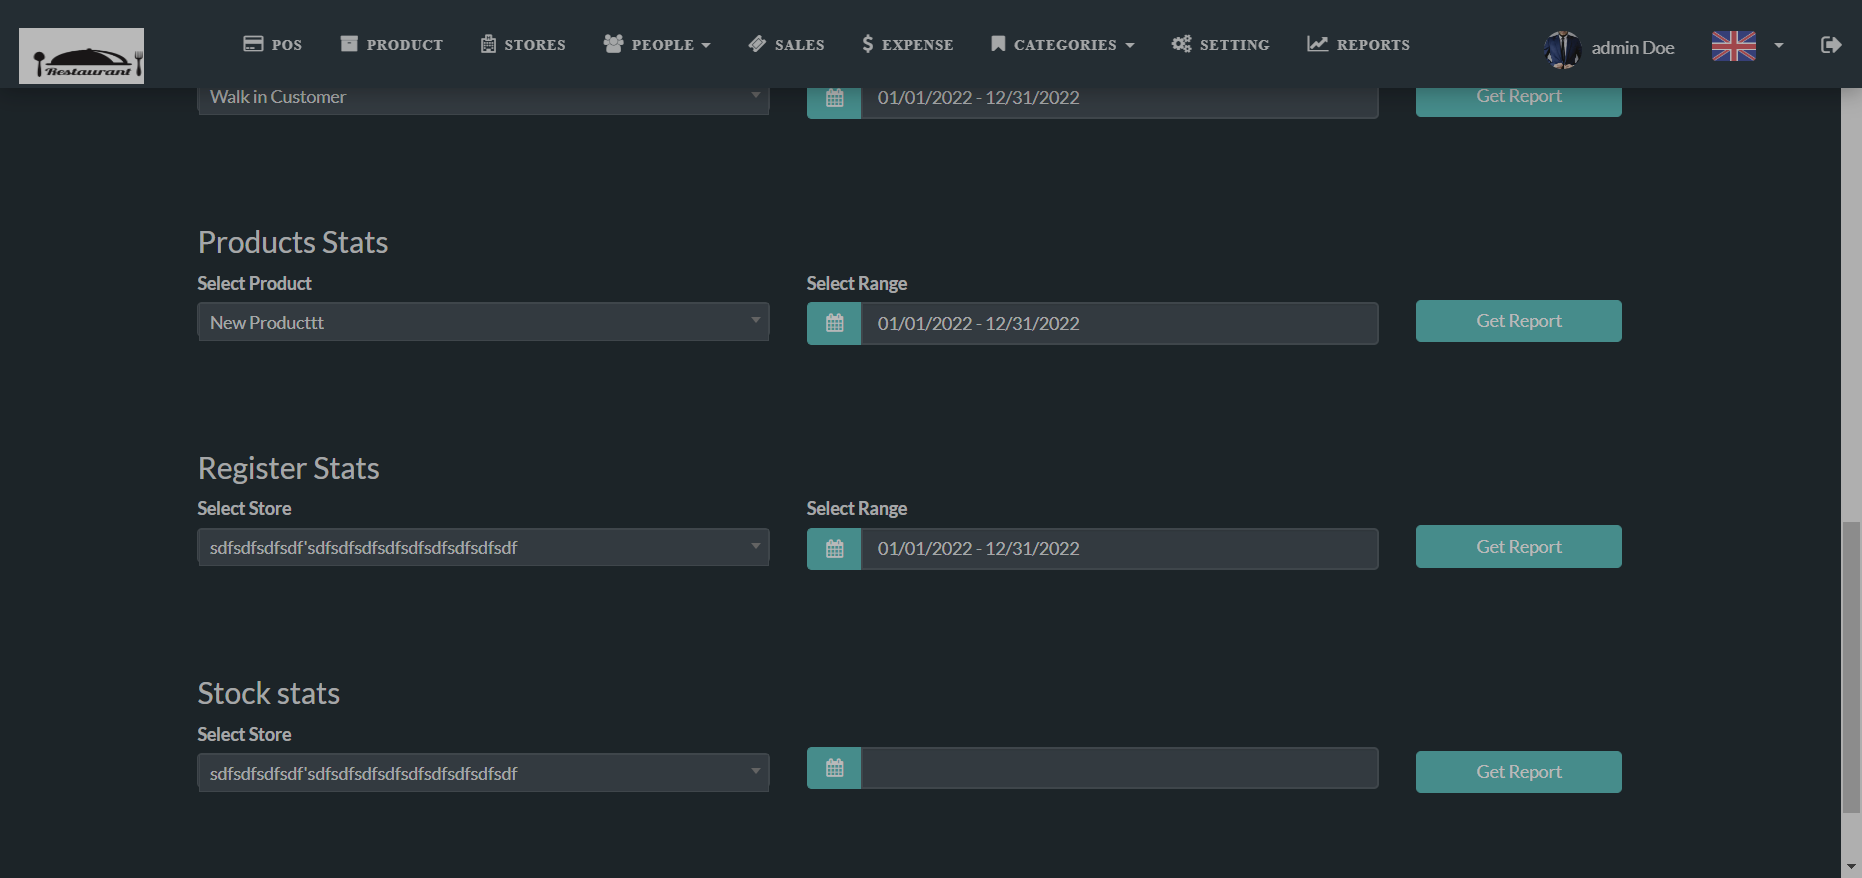 Restaurant
POS PRODUCT STORES PEOPLE SALES EXPENSE CATEGORIES SETTING REPORTS admin Doe
Walk in Customer 01/01/2022 - 12/31/2022 Get Report
Products Stats
Select Product Select Range
New Producttt 01/01/2022 - 12/31/2022 Get Report
Register Stats
Select Store Select Range
sdfsdfsdfsdf'sdfsdfsdfsdfsdfsdfsdfsdfsdf 01/01/2022 - 12/31/2022 Get Report
Stock stats
Select Store
sdfsdfsdfsdf'sdfsdfsdfsdfsdfsdfsdfsdfsdf Get Report